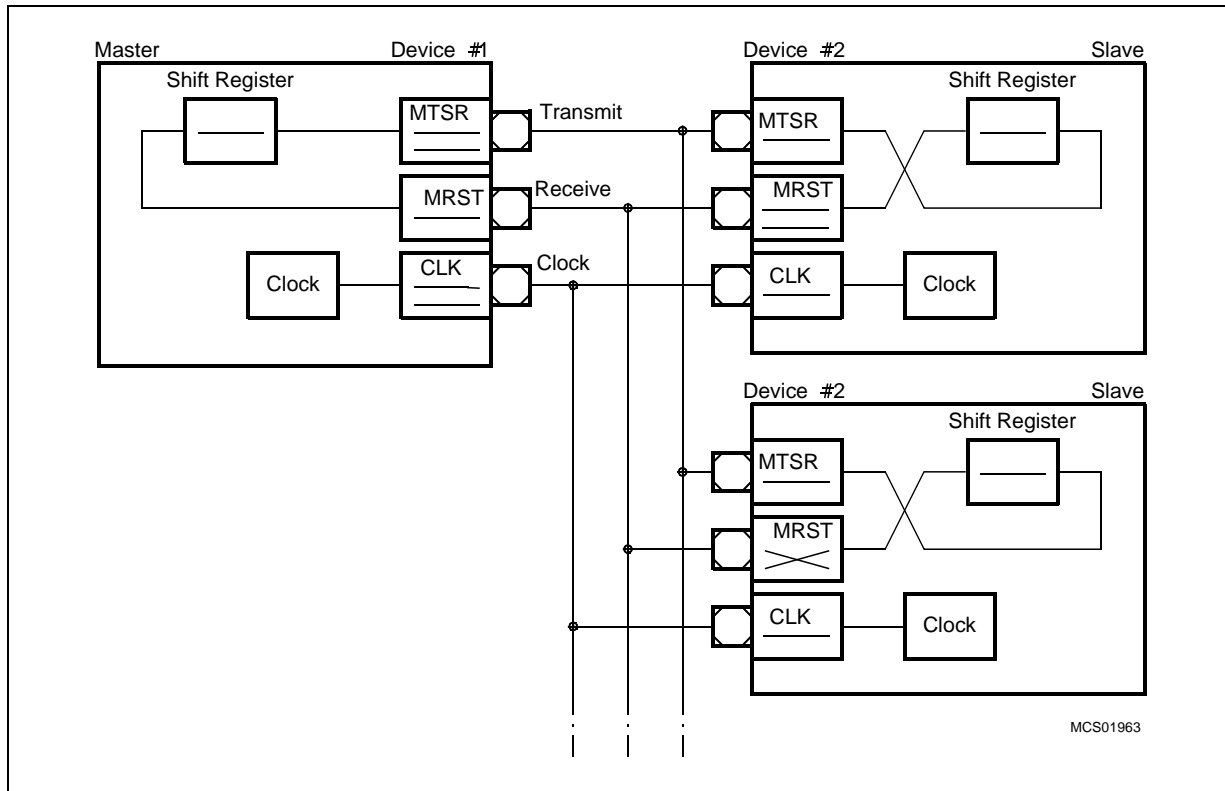 Master Device #1
Shift Register
MTSR
Transmit
MRST
Receive
CLK
Clock
Clock
Device #2 Slave
Shift Register
MTSR
MRST
CLK
Clock
Device #2 Slave
Shift Register
MTSR
MRST
CLK
Clock
MCS01963